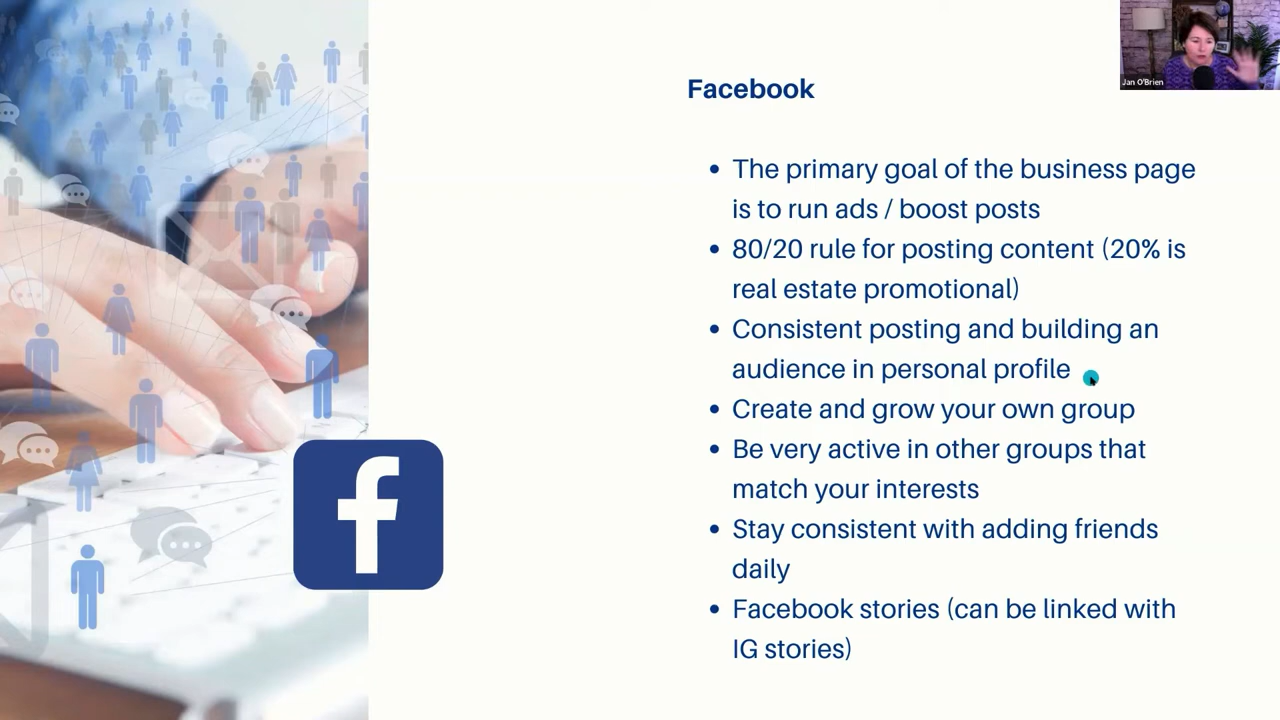 Jan O'Brien
Facebook
• The primary goal of the business page
is to run ads / boost posts
• 80/20 rule for posting content (20% is
real estate promotional)
• Consistent posting and building an
audience in personal profile
• Create and grow your own group
• Be very active in other groups that
match your interests
• Stay consistent with adding friends
daily
• Facebook stories (can be linked with
IG stories)
f